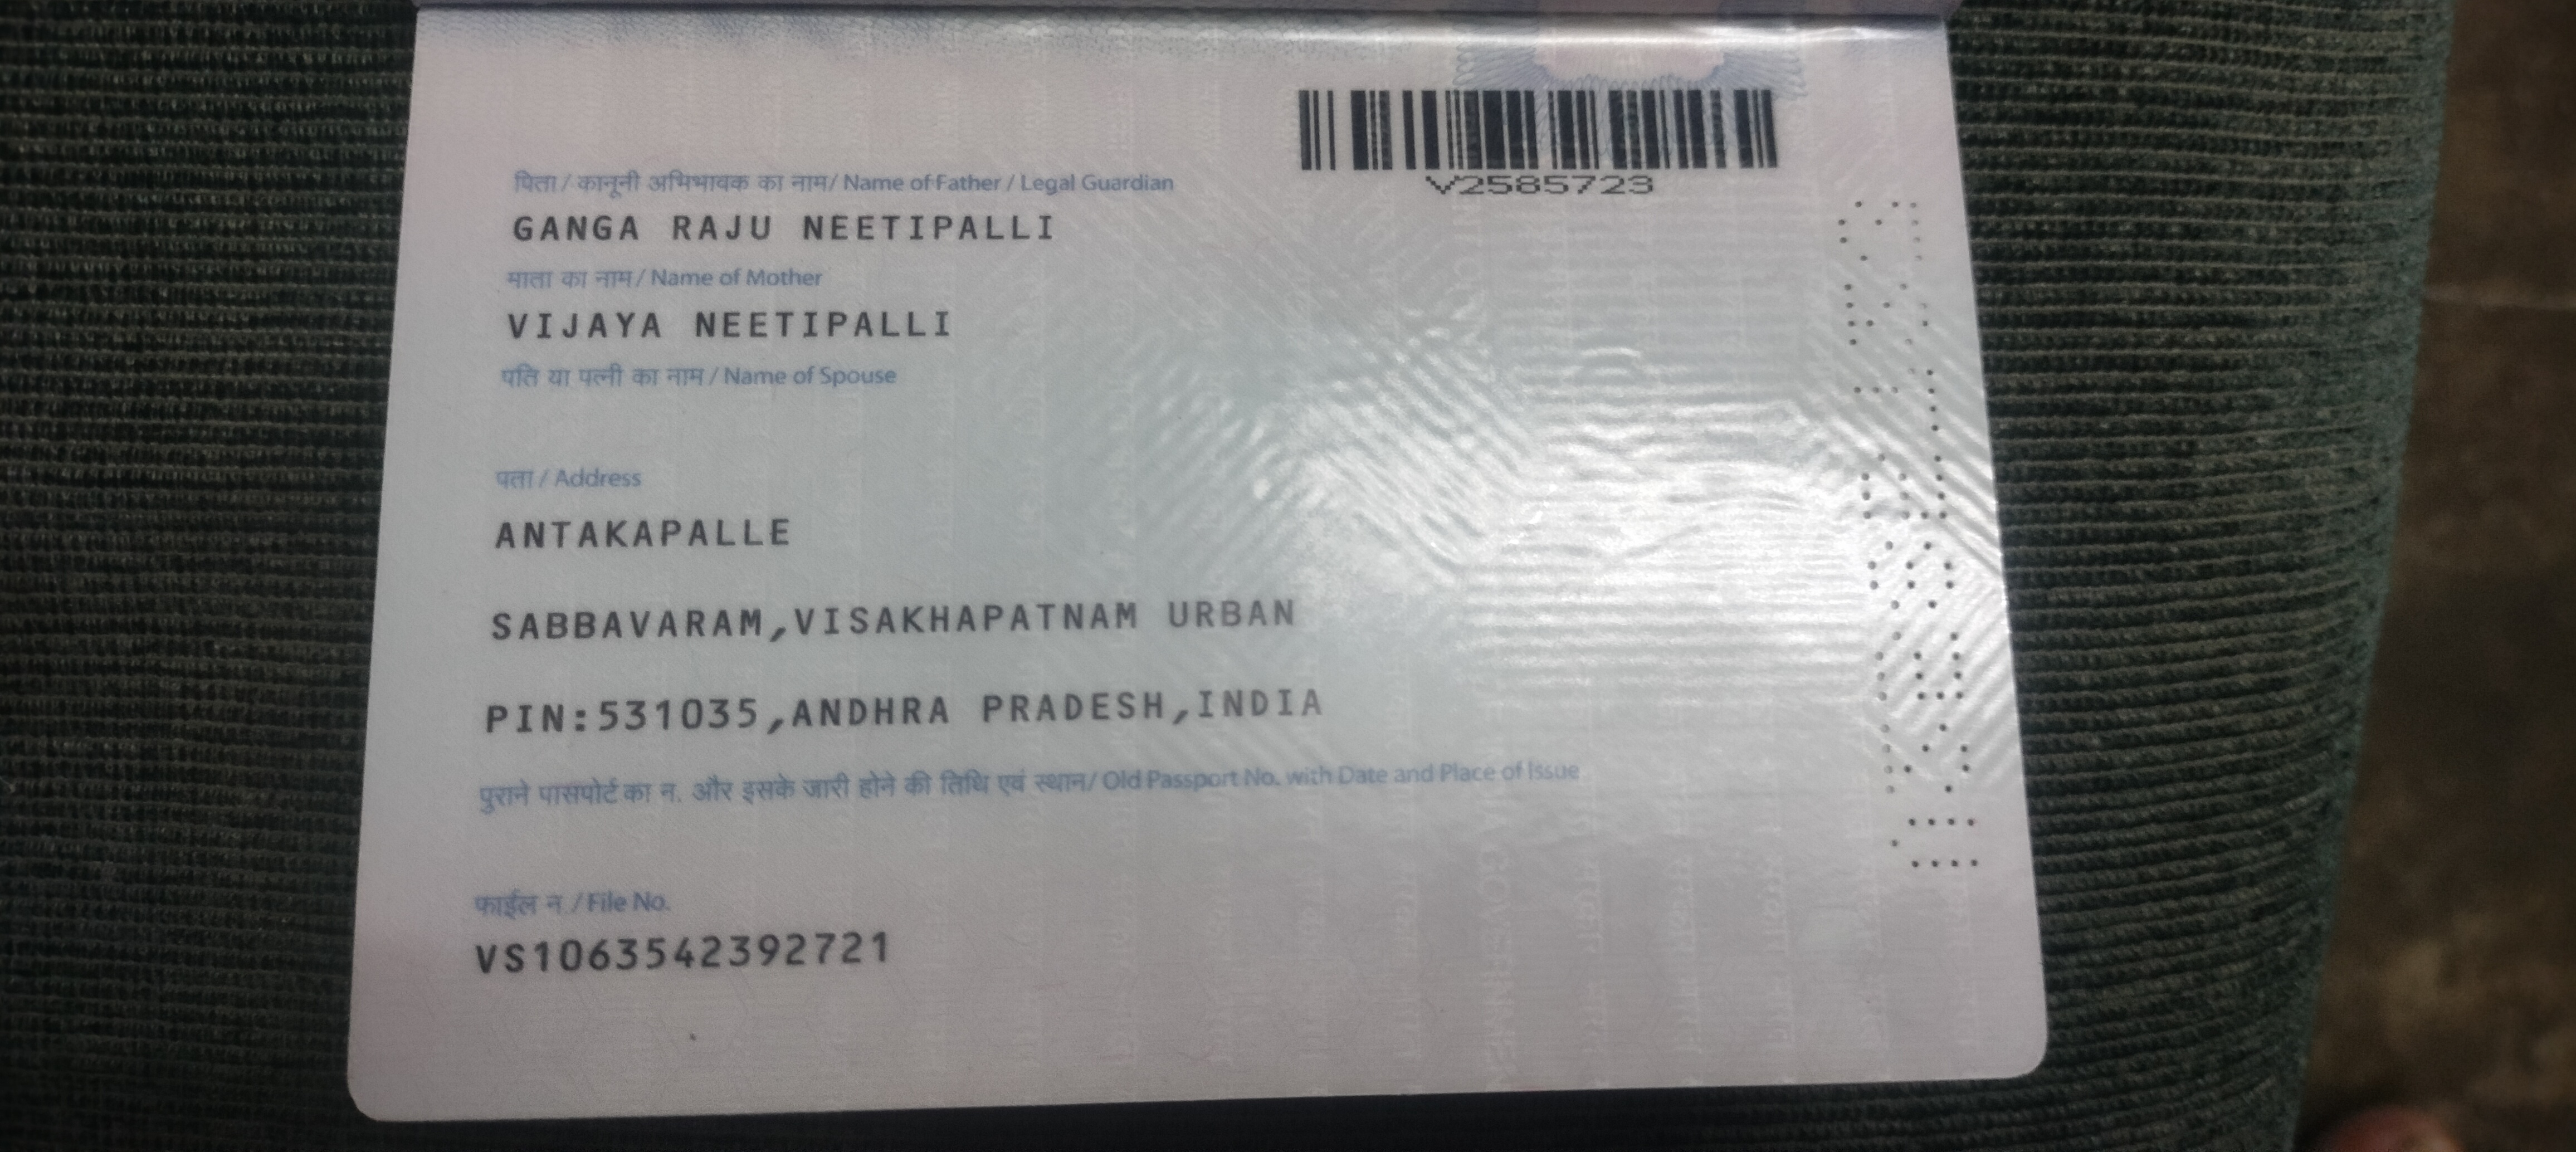 V2585723
पिता / कानूनी अभिभावक का नाम / Name of Father / Legal Guardian
GANGA RAJU NEETIPALLI
माता का नाम / Name of Mother
VIJAYA NEETIPALLI
पति या पत्नी का नाम / Name of Spouse
पता / Address
ANTAKAPALLE
SABBAVARAM,VISAKHAPATNAM URBAN
PIN:531035,ANDHRA PRADESH,INDIA
पुराने पासपोर्ट का न. और इसके जारी होने की तिथि एवं स्थान / Old Passport No. with Date and Place of Issue
फाईल न / File No.
VS1063542392721